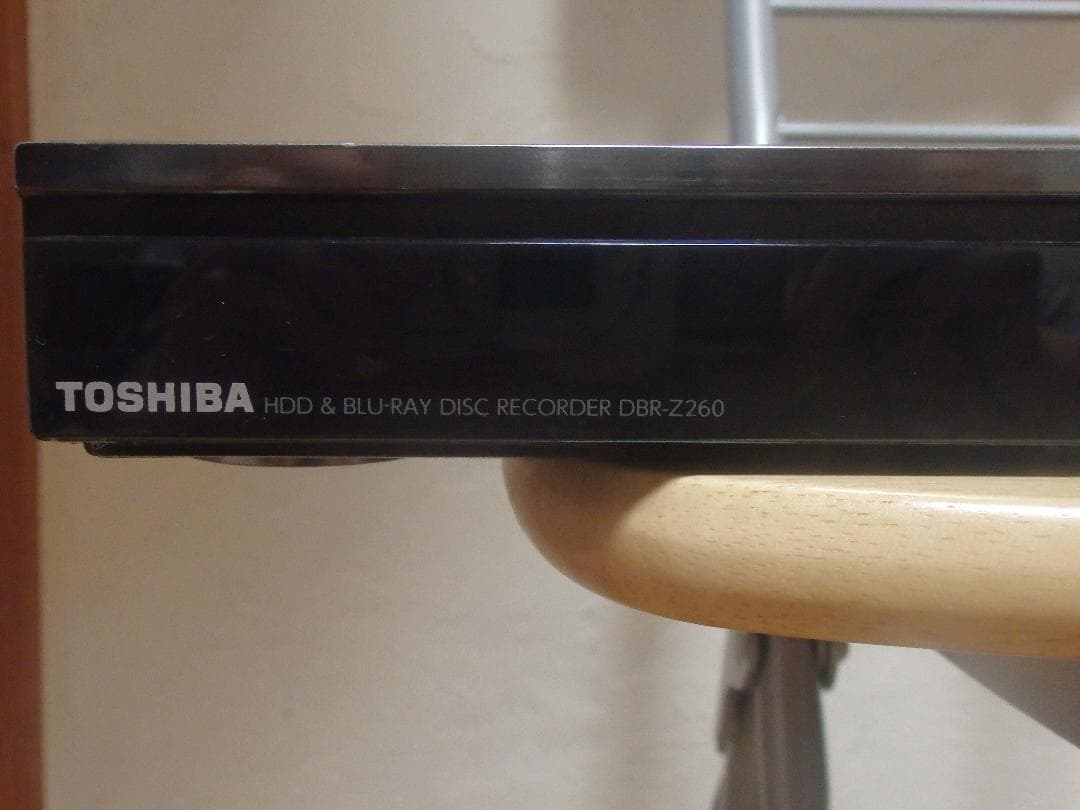 TOSHIBA HDD & BLU-RAY DISC RECORDER DBR-Z260